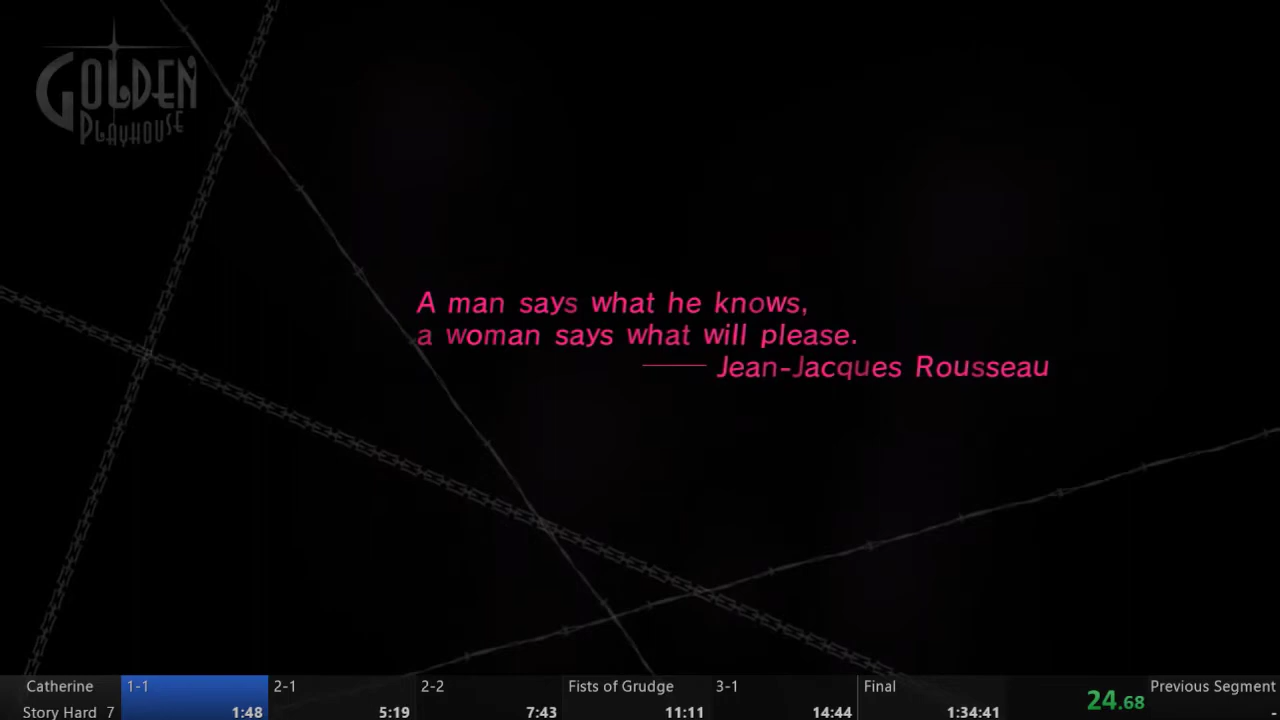 GOLDEN
PLAYHOUSE
A man says what he knows,
a woman says what will please.
Jean-Jacques Rousseau
Catherine
Story Hard 7
1-1
1:48
2-1
5:19
2-2
7:43
Fists of Grudge
11:11
3-1
14:44
Final
1:34:41
24.68
Previous Segment
-